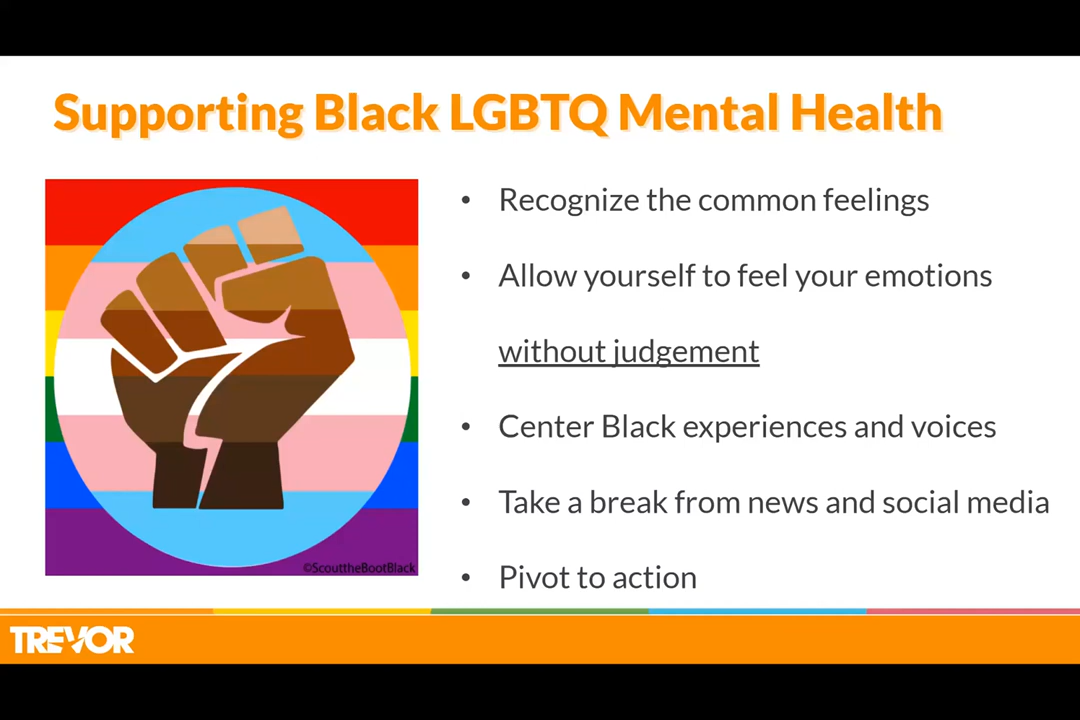 Supporting Black LGBTQ Mental Health
• Recognize the common feelings
• Allow yourself to feel your emotions
without judgement
• Center Black experiences and voices
• Take a break from news and social media
• Pivot to action
©ScouttheBootBlack
TREVOR